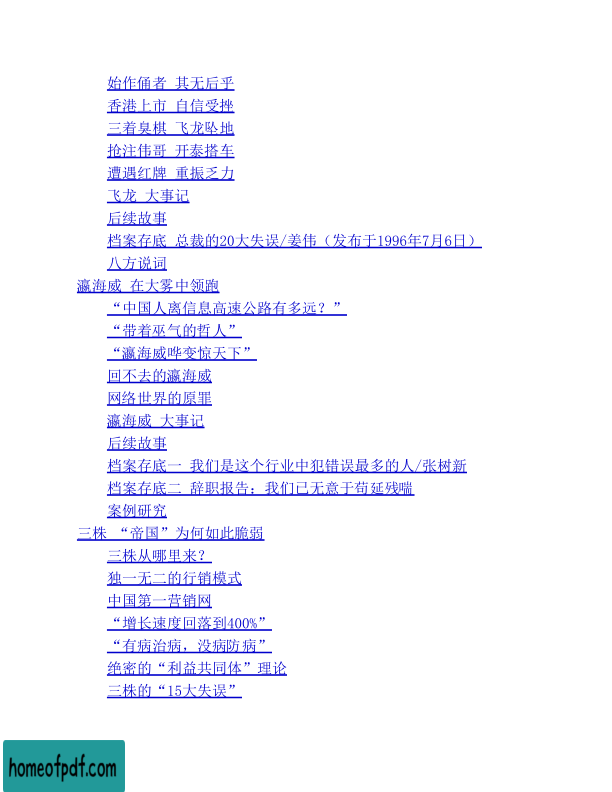 始作俑者 其无后乎
香港上市 自信受挫
三着臭棋 飞龙坠地
抢注伟哥 开泰搭车
遭遇红牌 重振乏力
飞龙 大事记
后续故事
档案存底 总裁的20大失误/姜伟（发布于1996年7月6日）
八方说词
瀛海威 在大雾中领跑
“中国人离信息高速公路有多远？”
“带着巫气的哲人”
“瀛海威哗变惊天下”
回不去的瀛海威
网络世界的原罪
瀛海威 大事记
后续故事
档案存底一 我们是这个行业中犯错误最多的人/张树新
档案存底二 辞职报告：我们已无意于苟延残喘
案例研究
三株 “帝国”为何如此脆弱
三株从哪里来？
独一无二的行销模式
中国第一营销网
“增长速度回落到400%”
“有病治病，没病防病”
绝密的“利益共同体”理论
三株的“15大失误”
homeofpdf.com